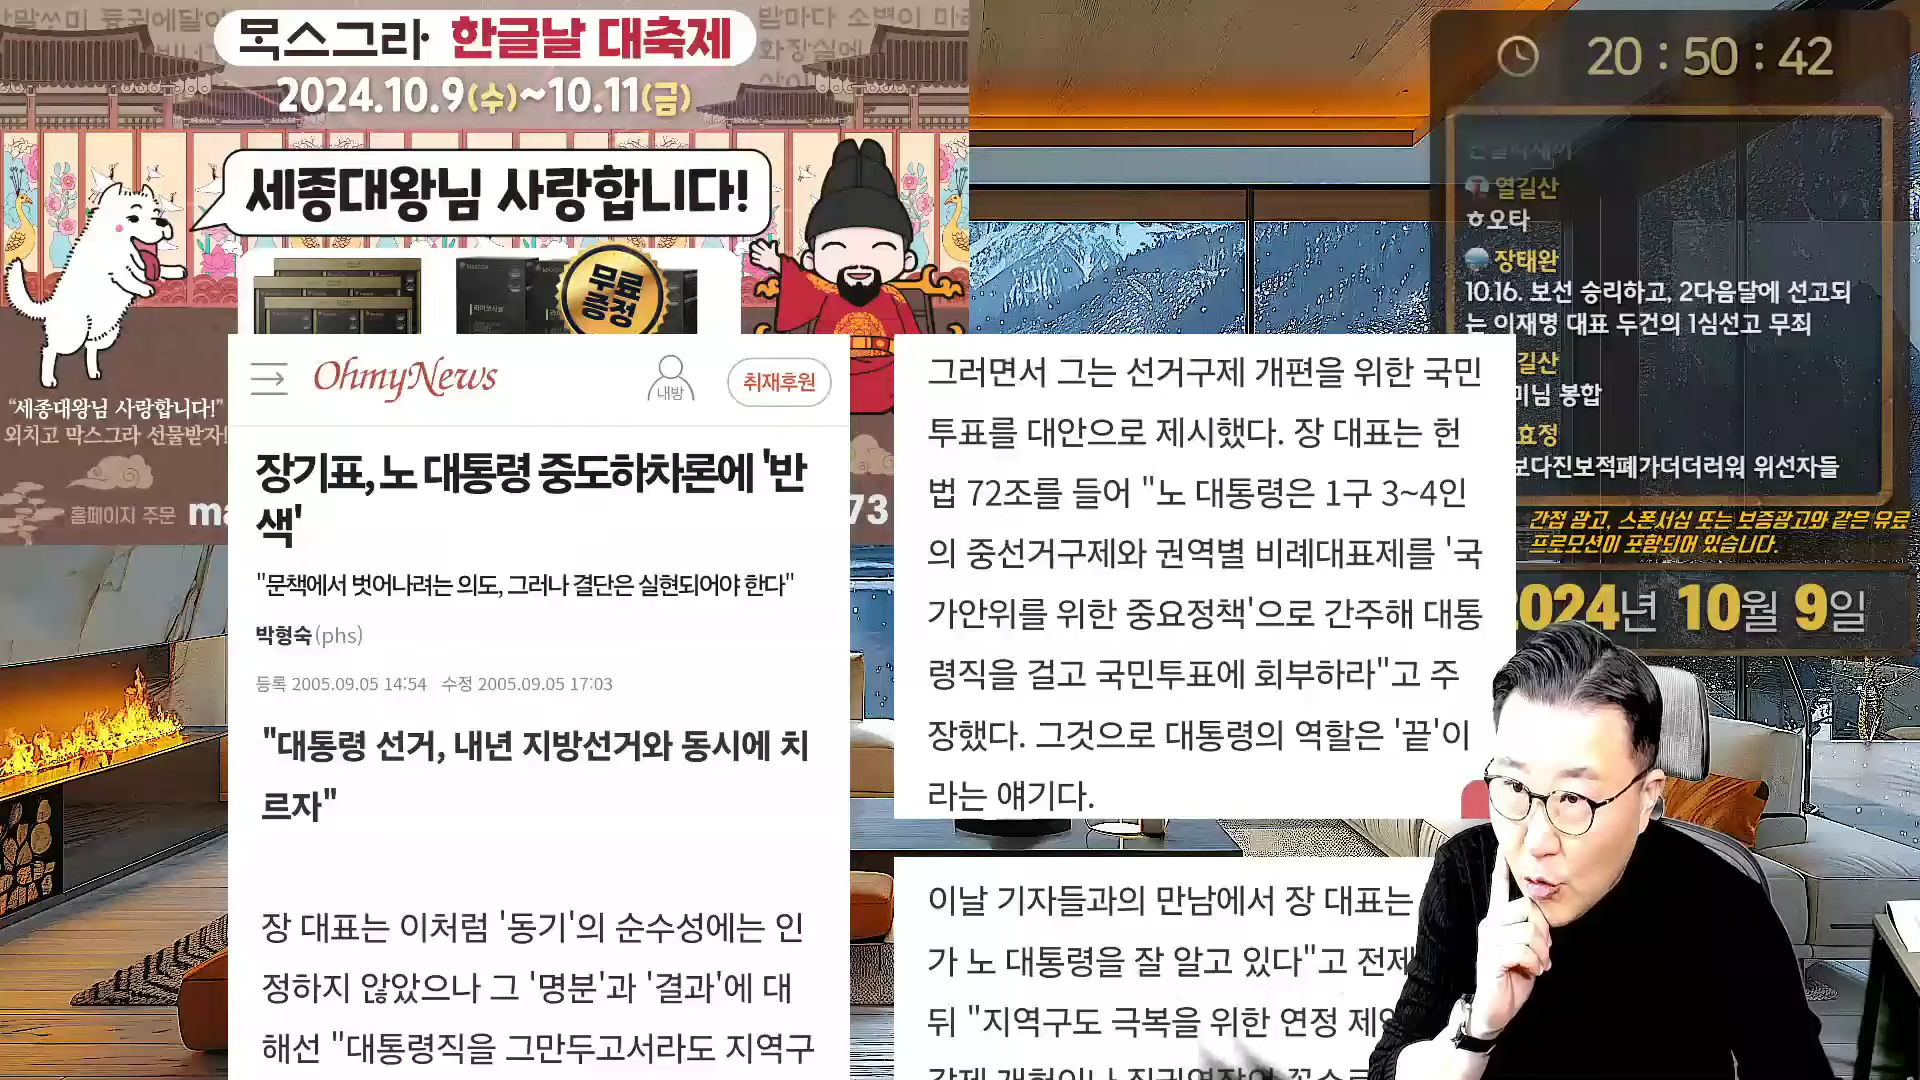 막스그라 한글날 대축제
2024.10.9(수)~10.11(금)
세종대왕님 사랑합니다!
무료
증정
"세종대왕님 사랑합니다!"
외치고 막스그라 선물받자!
홈페이지 주문
73
OhmyNews
내방
취재후원
장기표, 노 대통령 중도하차론에 '반
색'
"문책에서 벗어나려는 의도, 그러나 결단은 실현되어야 한다"
박형숙(phs)
등록 2005.09.05 14:54 수정 2005.09.05 17:03
"대통령 선거, 내년 지방선거와 동시에 치
르자"
장 대표는 이처럼 '동기'의 순수성에는 인
정하지 않았으나 그 '명분'과 '결과'에 대
해선 "대통령직을 그만두고서라도 지역구
그러면서 그는 선거구제 개편을 위한 국민
투표를 대안으로 제시했다. 장 대표는 헌
법 72조를 들어 "노 대통령은 1구 3~4인
의 중선거구제와 권역별 비례대표제를 '국
가안위를 위한 중요정책'으로 간주해 대통
령직을 걸고 국민투표에 회부하라"고 주
장했다. 그것으로 대통령의 역할은 '끝'이
라는 얘기다.
이날 기자들과의 만남에서 장 대표는
가 노 대통령을 잘 알고 있다"고 전제
뒤 "지역구도 극복을 위한 연정 제
20 : 50 : 42
열길산
ㅎ오타
장태완
10.16. 보선 승리하고, 2다음달에 선고되
는 이재명 대표 두건의 1심선고 무죄
길산
미님 봉합
효정
보다진보적폐가더더러워 위선자들
간접 광고, 스폰서십 또는 보증광고와 같은 유료
프로모션이 포함되어 있습니다.
2024년 10월 9일